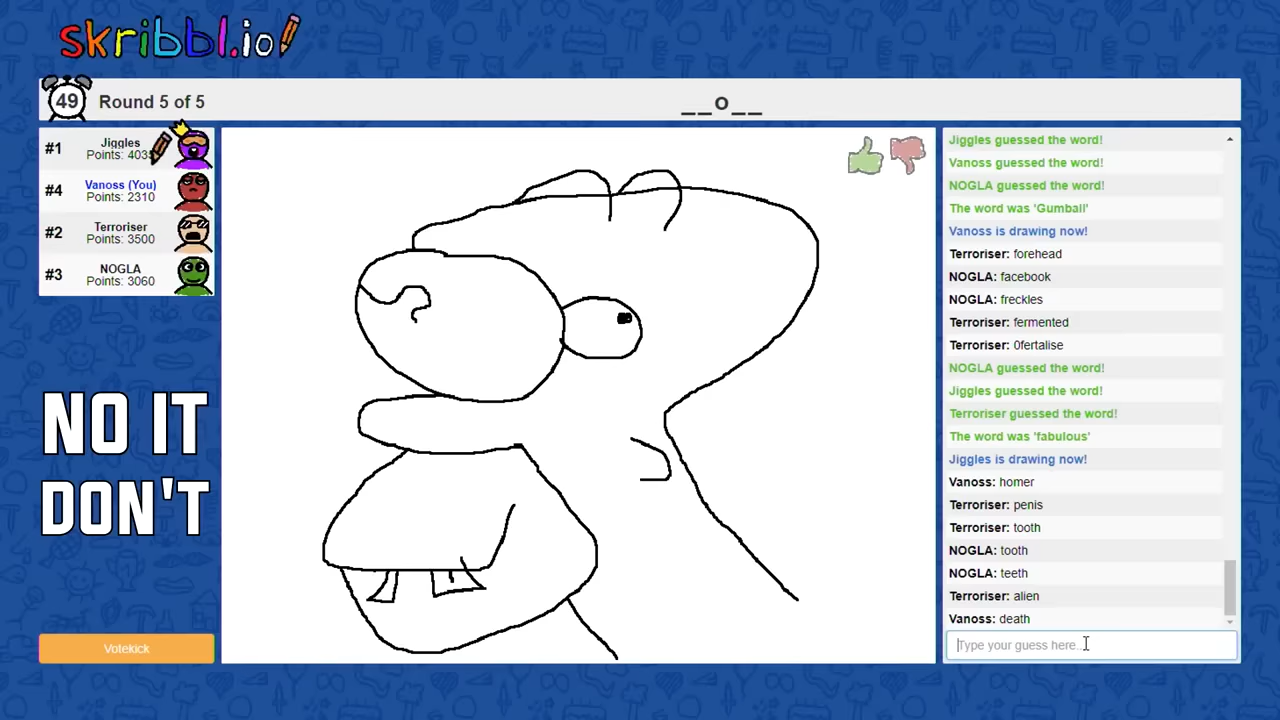 skribbl.io
49
Round 5 of 5
__o__
#1
Jiggles
Points: 4035
#4
Vanoss (You)
Points: 2310
#2
Terroriser
Points: 3500
#3
NOGLA
Points: 3060
NO IT
DON'T
Votekick
Jiggles guessed the word!
Vanoss guessed the word!
NOGLA guessed the word!
The word was 'Gumball'
Vanoss is drawing now!
Terroriser: forehead
NOGLA: facebook
NOGLA: freckles
Terroriser: fermented
Terroriser: 0fertalise
NOGLA guessed the word!
Jiggles guessed the word!
Terroriser guessed the word!
The word was 'fabulous'
Jiggles is drawing now!
Vanoss: homer
Terroriser: penis
Terroriser: tooth
NOGLA: tooth
NOGLA: teeth
Terroriser: alien
Vanoss: death
Type your guess here...